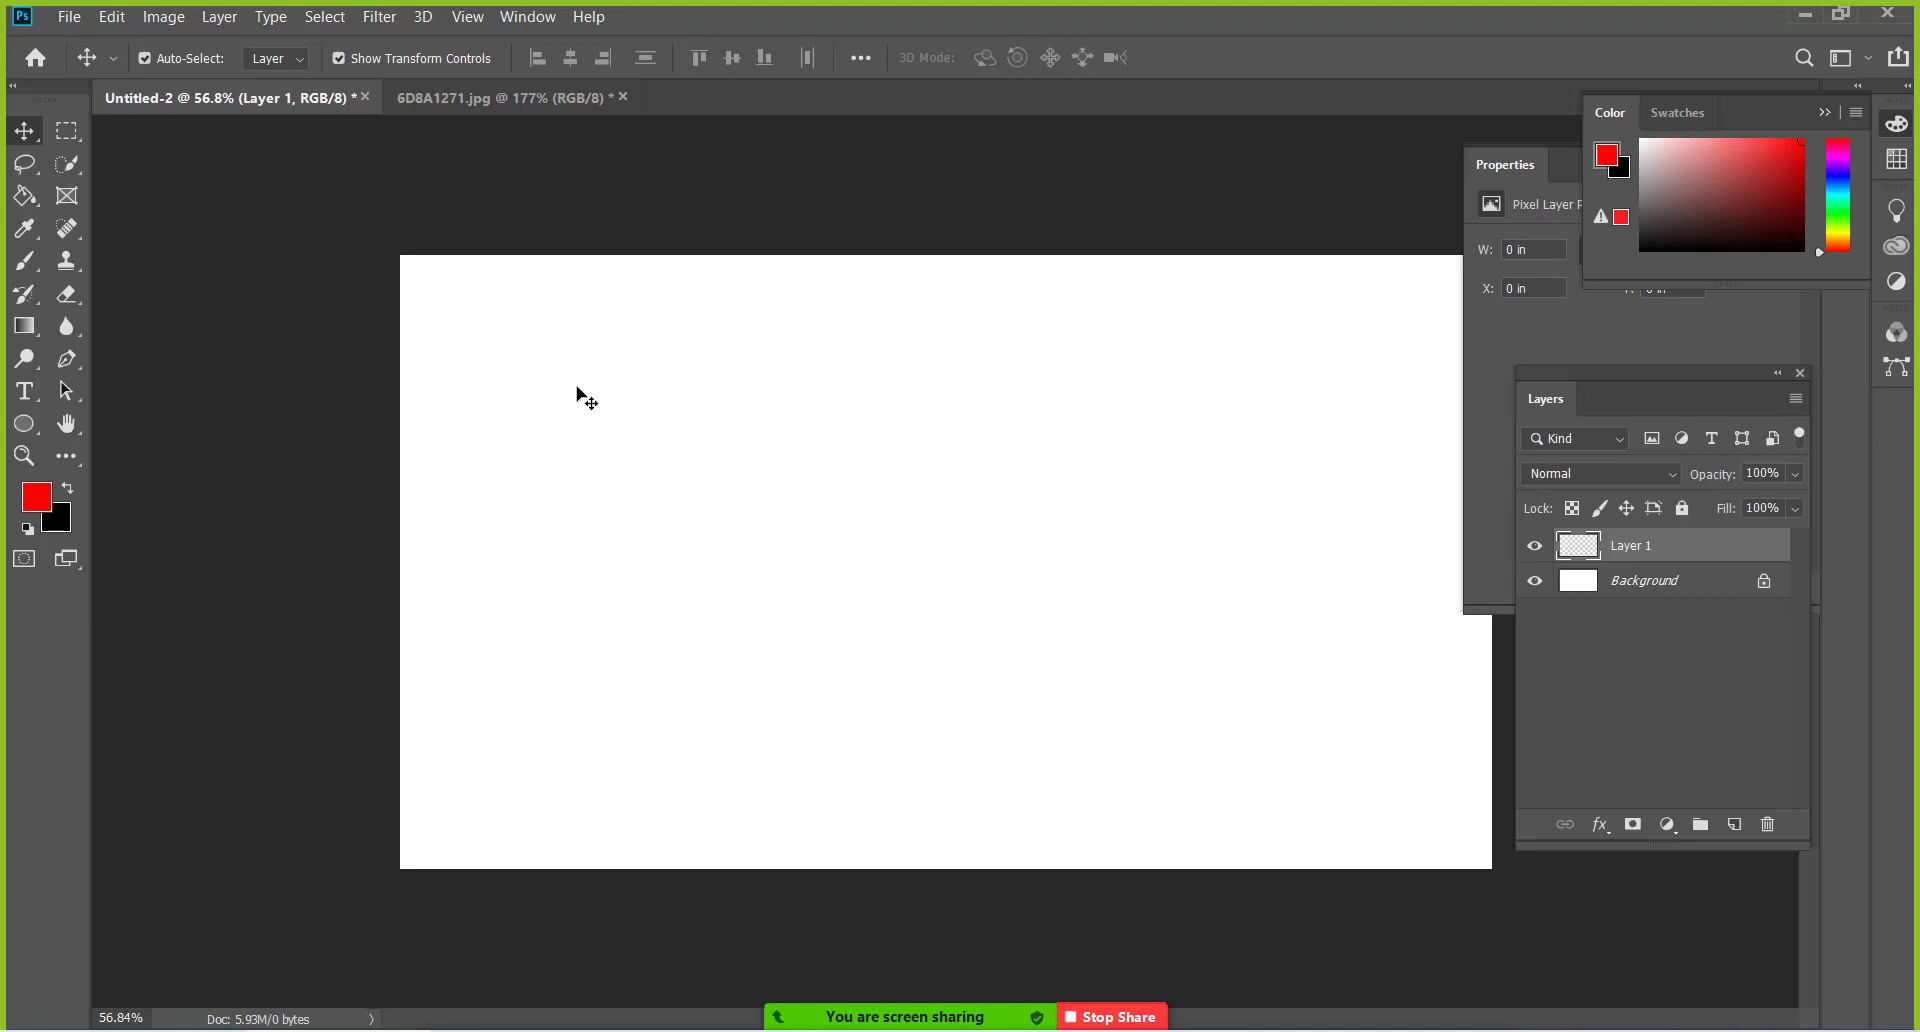 Ps File Edit Image Layer Type Select Filter 3D View Window Help
Auto-Select: Layer Show Transform Controls 3D Mode:
Untitled-2 @ 56.8% (Layer 1, RGB/8) * 6D8A1271.jpg @ 177% (RGB/8) *
Color Swatches
Properties
Pixel Layer P
W: 0 in
X: 0 in
Layers
Kind
Normal Opacity: 100%
Lock: Fill: 100%
Layer 1
Background
fx
56.84% Doc: 5.93M/0 bytes
You are screen sharing Stop Share